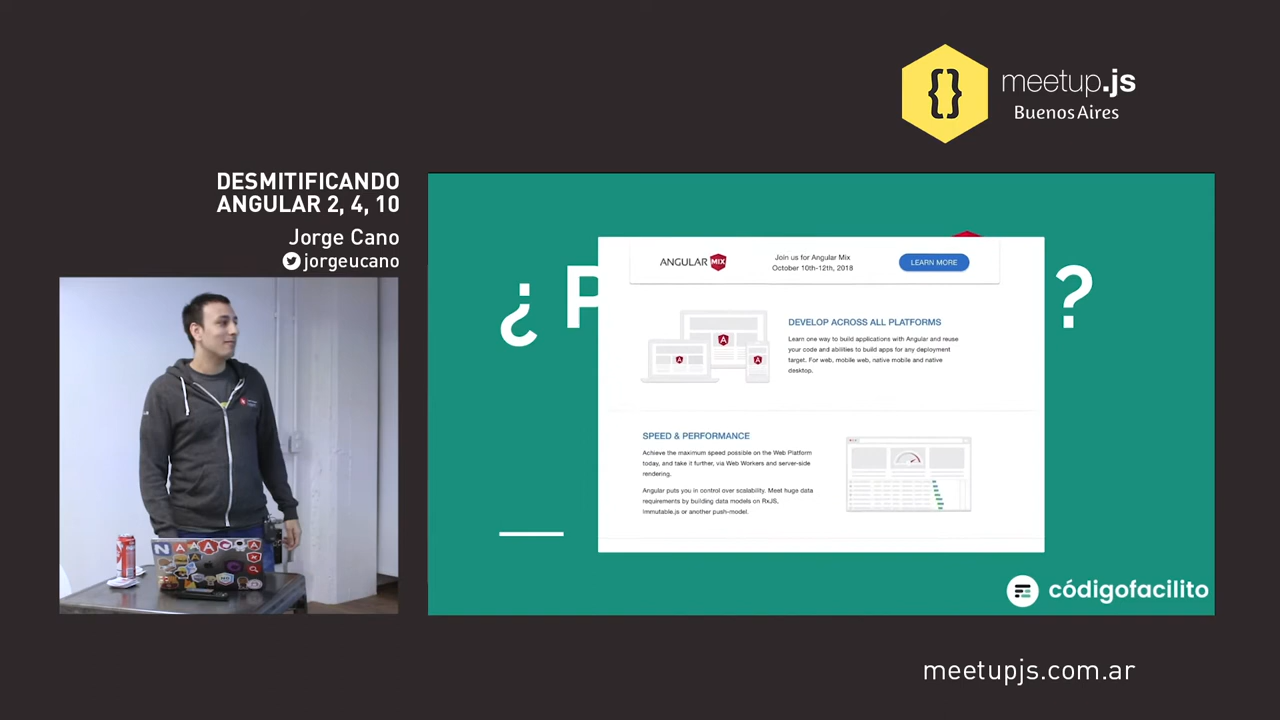 {}
meetup.js
Buenos Aires
DESMITIFICANDO
ANGULAR 2, 4, 10
Jorge Cano
jorgeucano
¿ P
?
ANGULAR MIX
Join us for Angular Mix
October 10th-12th, 2018
LEARN MORE
DEVELOP ACROSS ALL PLATFORMS
Learn one way to build applications with Angular and reuse
your code and abilities to build apps for any deployment
target. For web, mobile web, native mobile and native
desktop.
SPEED & PERFORMANCE
Achieve the maximum speed possible on the Web Platform
today, and take it further, via Web Workers and server-side
rendering.
Angular puts you in control over scalability. Meet huge data
requirements by building data models on RxJS,
Immutable.js or another push-model.
códigofacilito
meetupjs.com.ar